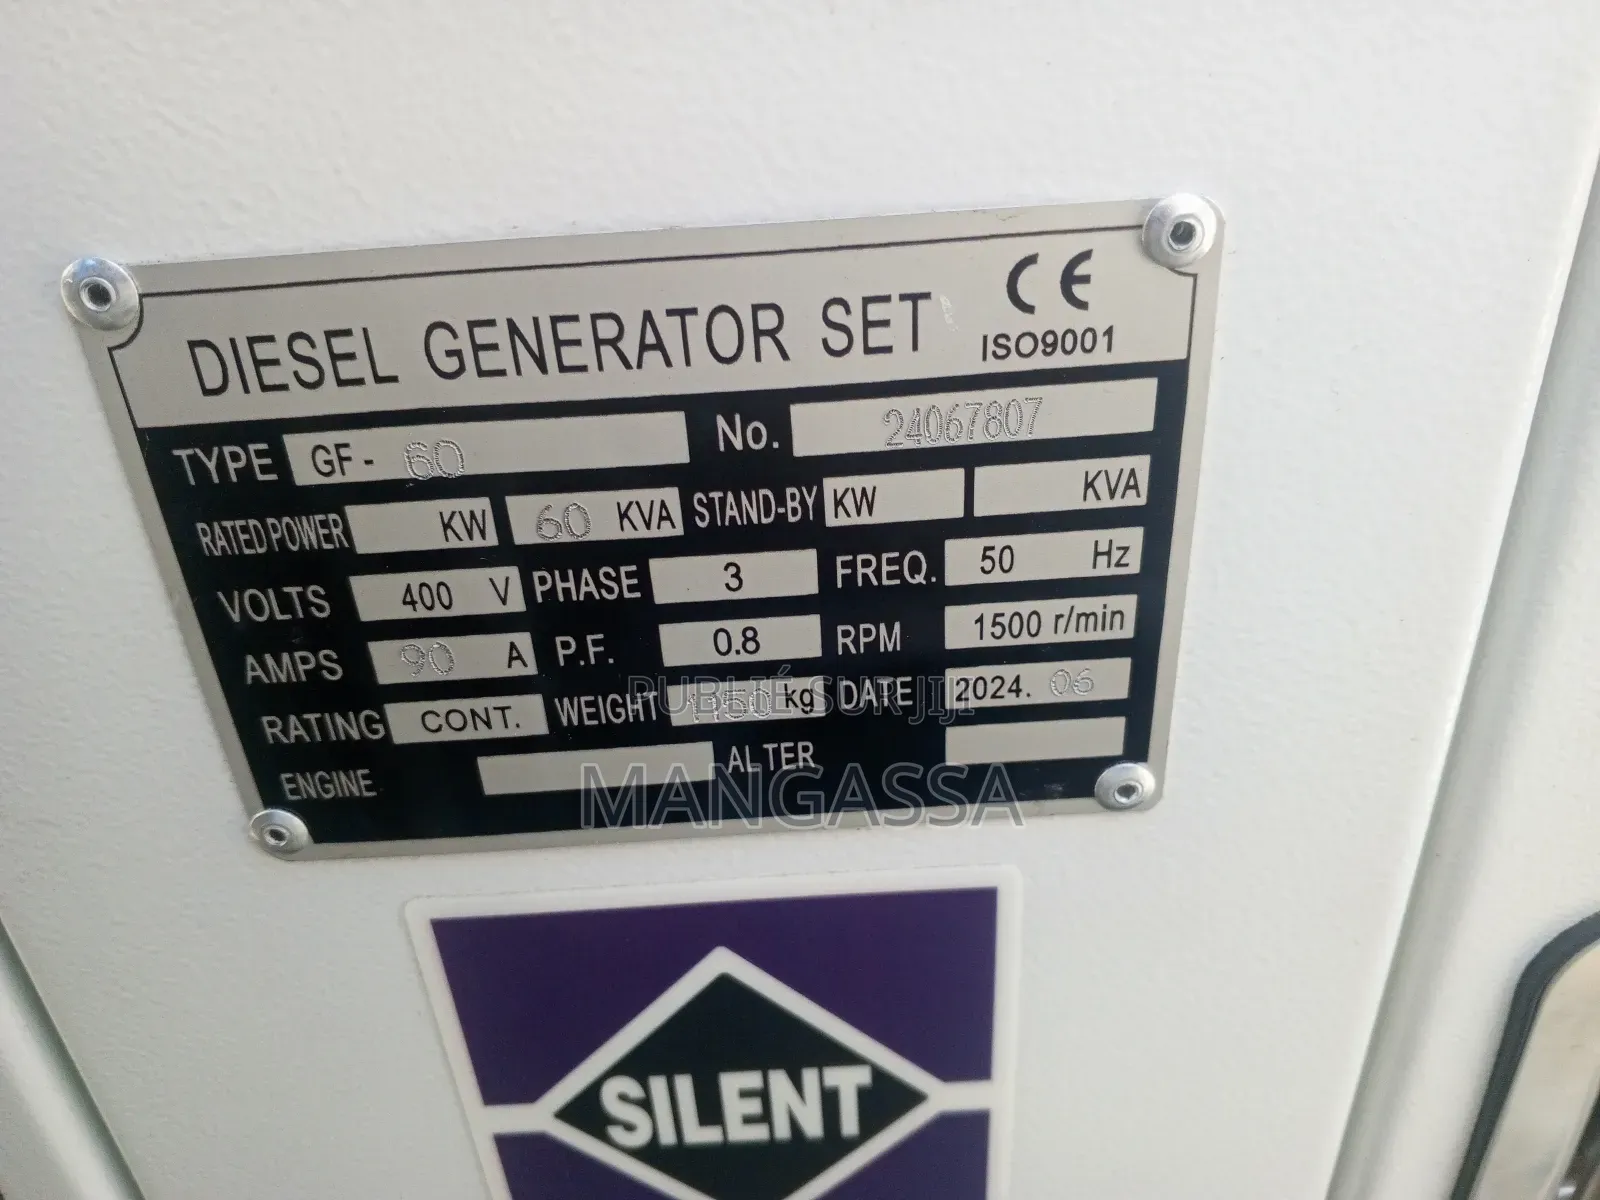 DIESEL GENERATOR SET CE
ISO9001
TYPE GF- 60 No. 24067807
RATED POWER KW 60 KVA STAND-BY KW KVA
VOLTS 400 V PHASE 3 FREQ. 50 Hz
AMPS 90 A P.F. 0.8 RPM 1500 r/min
RATING CONT. WEIGHT kg DATE 2024. 06
ENGINE ALTER
PUBLIÉ SUR JIJI
MANGASSA
SILENT